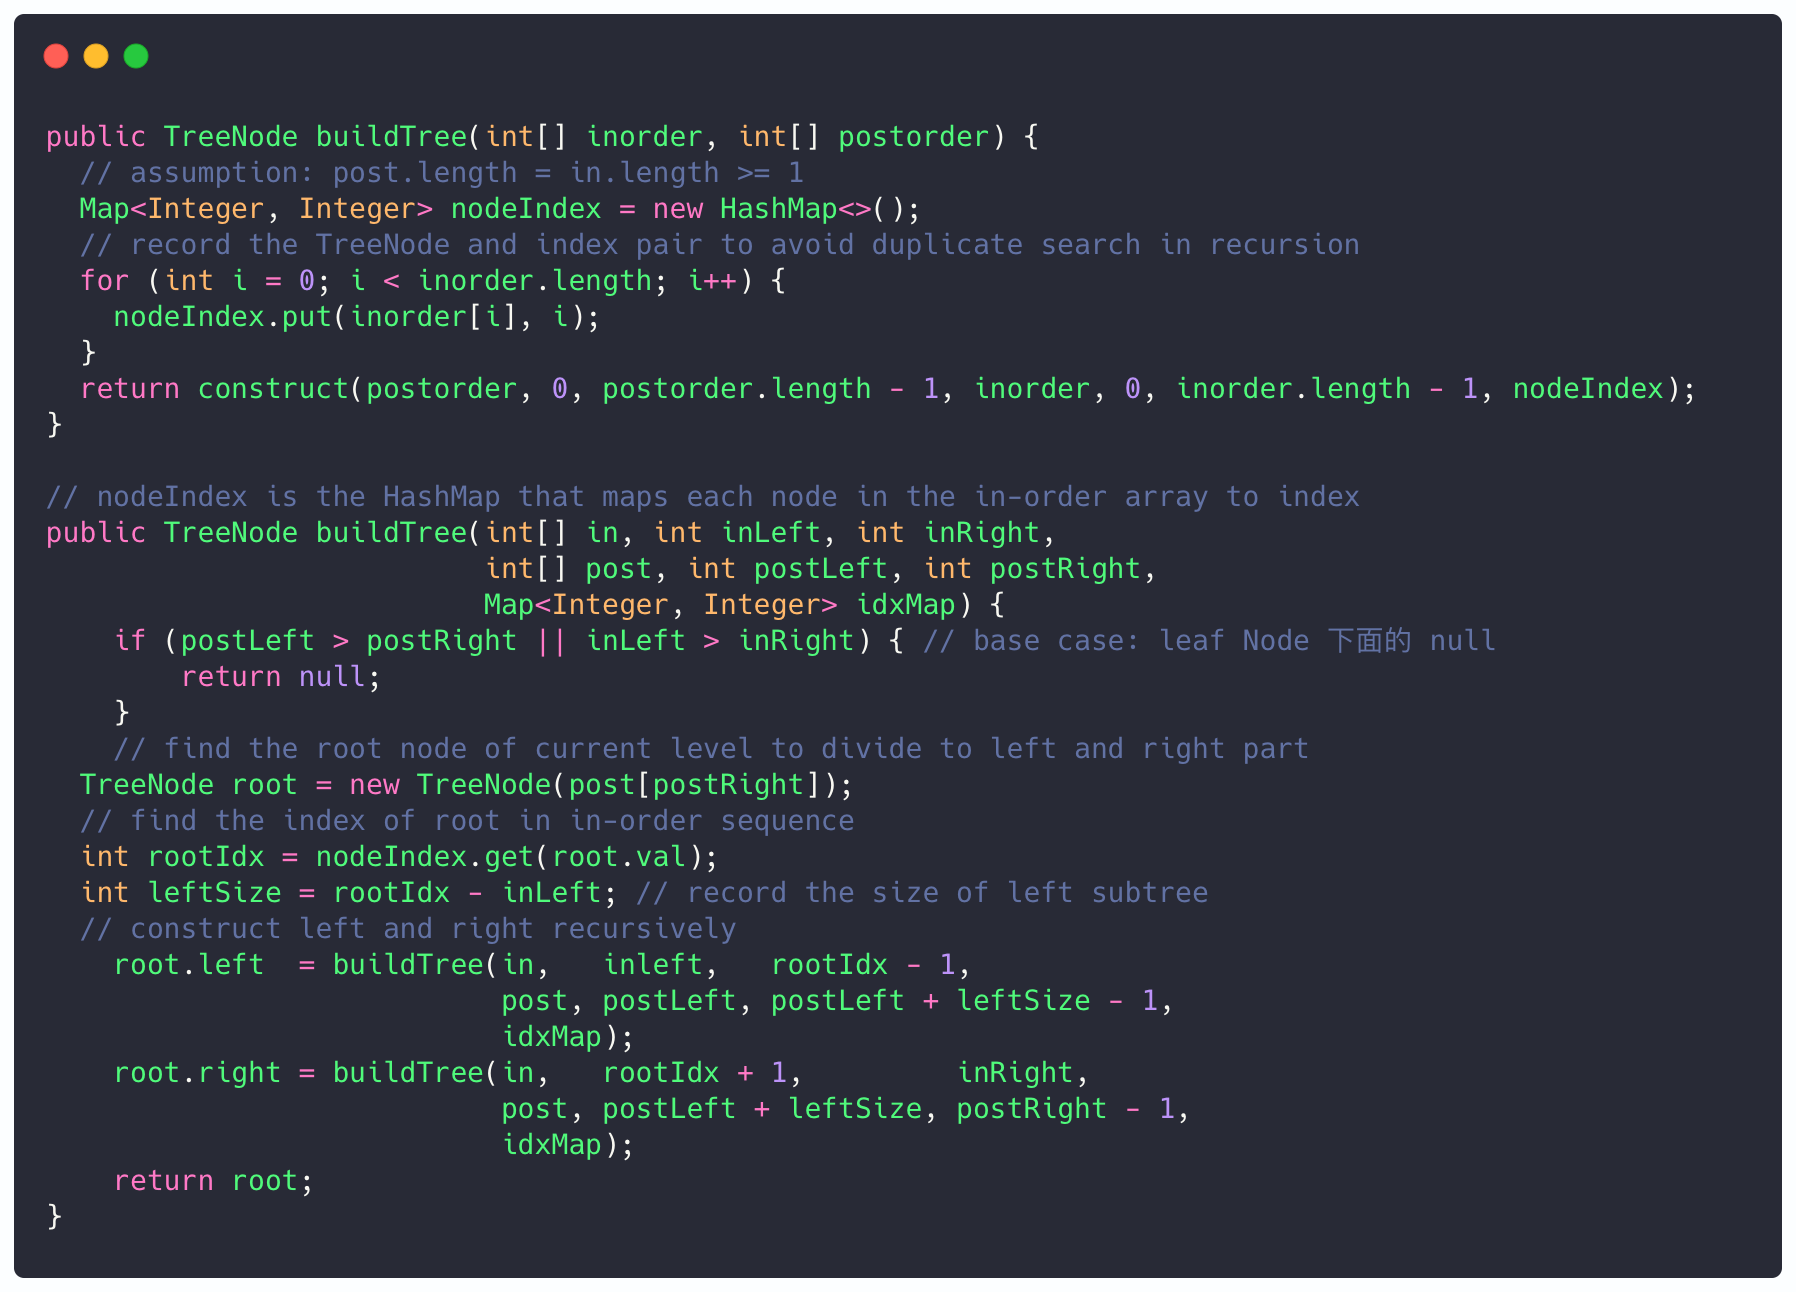 public TreeNode buildTree(int[] inorder, int[] postorder) {
  // assumption: post.length = in.length >= 1
  Map<Integer, Integer> nodeIndex = new HashMap<>();
  // record the TreeNode and index pair to avoid duplicate search in recursion
  for (int i = 0; i < inorder.length; i++) {
    nodeIndex.put(inorder[i], i);
  }
  return construct(postorder, 0, postorder.length - 1, inorder, 0, inorder.length - 1, nodeIndex);
}

// nodeIndex is the HashMap that maps each node in the in-order array to index
public TreeNode buildTree(int[] in, int inLeft, int inRight,
                          int[] post, int postLeft, int postRight,
                          Map<Integer, Integer> idxMap) {
    if (postLeft > postRight || inLeft > inRight) { // base case: leaf Node 下面的 null
        return null;
    }
    // find the root node of current level to divide to left and right part
  TreeNode root = new TreeNode(post[postRight]);
  // find the index of root in in-order sequence
  int rootIdx = nodeIndex.get(root.val);
  int leftSize = rootIdx - inLeft; // record the size of left subtree
  // construct left and right recursively
    root.left  = buildTree(in,   inleft,   rootIdx - 1,
                           post, postLeft, postLeft + leftSize - 1,
                           idxMap);
    root.right = buildTree(in,   rootIdx + 1,         inRight,
                           post, postLeft + leftSize, postRight - 1,
                           idxMap);
    return root;
}